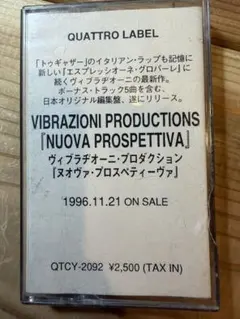 QUATTRO LABEL
「トゥギャザー」のイタリアン・ラップも記憶に
新しい『エスプレッシオーネ・グロバーレ』に
続くヴィブラヂオーニの最新作。
ボーナス・トラック5曲を含む、
日本オリジナル編集盤、遂にリリース。
VIBRAZIONI PRODUCTIONS
『NUOVA PROSPETTIVA』
ヴィブラヂオーニ・プロダクション
『ヌオヴァ・プロスペティーヴァ』
1996.11.21 ON SALE
QTCY-2092 ¥2,500 (TAX IN)